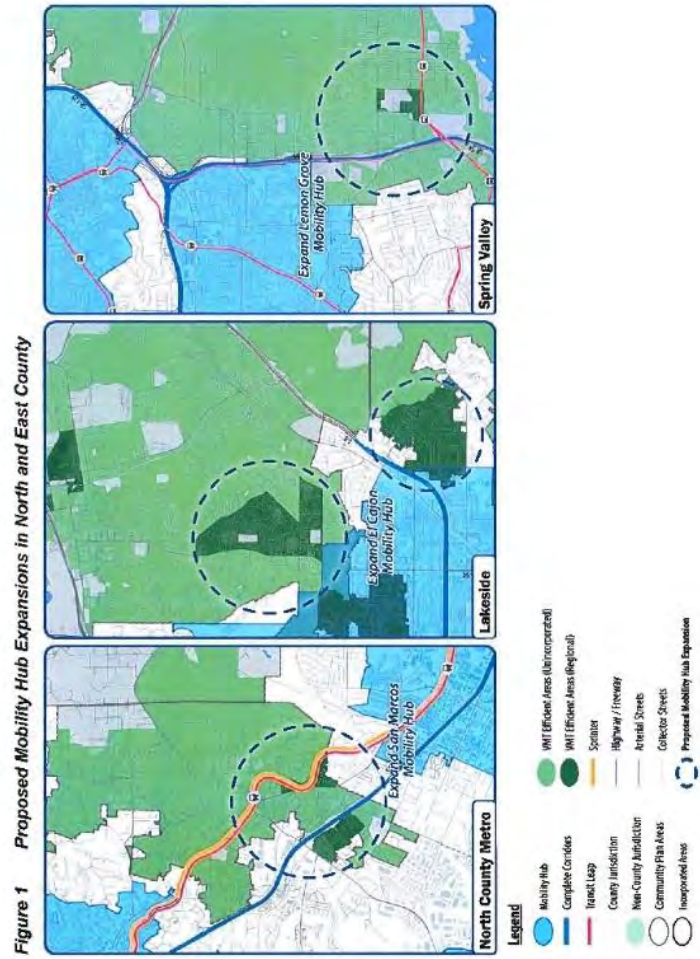 Figure 1 Proposed Mobility Hub Expansions in North and East County
Expand San Marcos
Mobility Hub
North County Metro
Expand El Cajon
Mobility Hub
Lakeside
Expand Lemon Grove
Mobility Hub
Spring Valley
Legend
Mobility Hub
Complete Corridors
Transit Leap
County Jurisdiction
Non-County Jurisdiction
Community Plan Areas
Incorporated Areas
VMT Efficient Areas (Unincorporated)
VMT Efficient Areas (Regional)
Sprinter
Highway / Freeway
Arterial Streets
Collector Streets
Proposed Mobility Hub Expansion